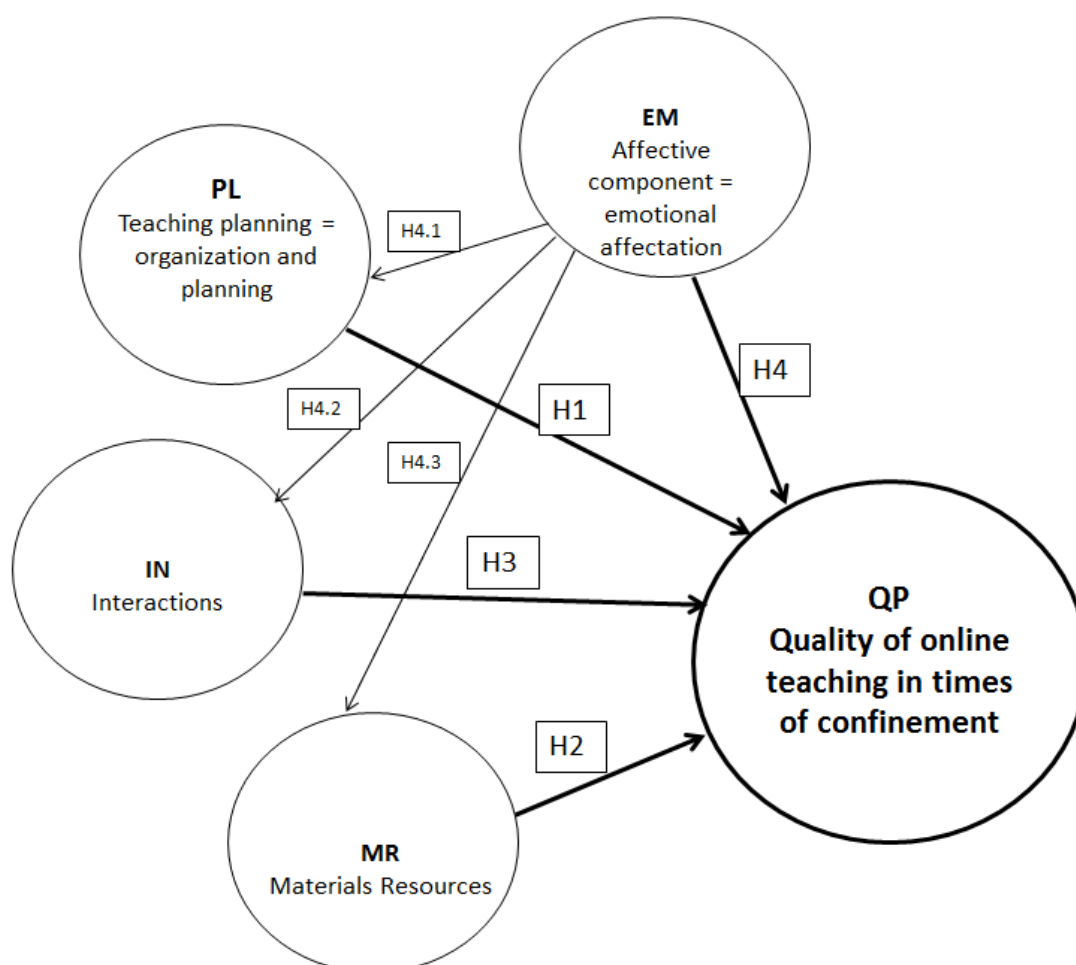 EM
Affective
component =
emotional
affectation
PL
Teaching planning =
organization and
planning
H4.1
H4.2
H4.3
H1
H4
IN
Interactions
H3
QP
Quality of online
teaching in times
of confinement
H2
MR
Materials Resources